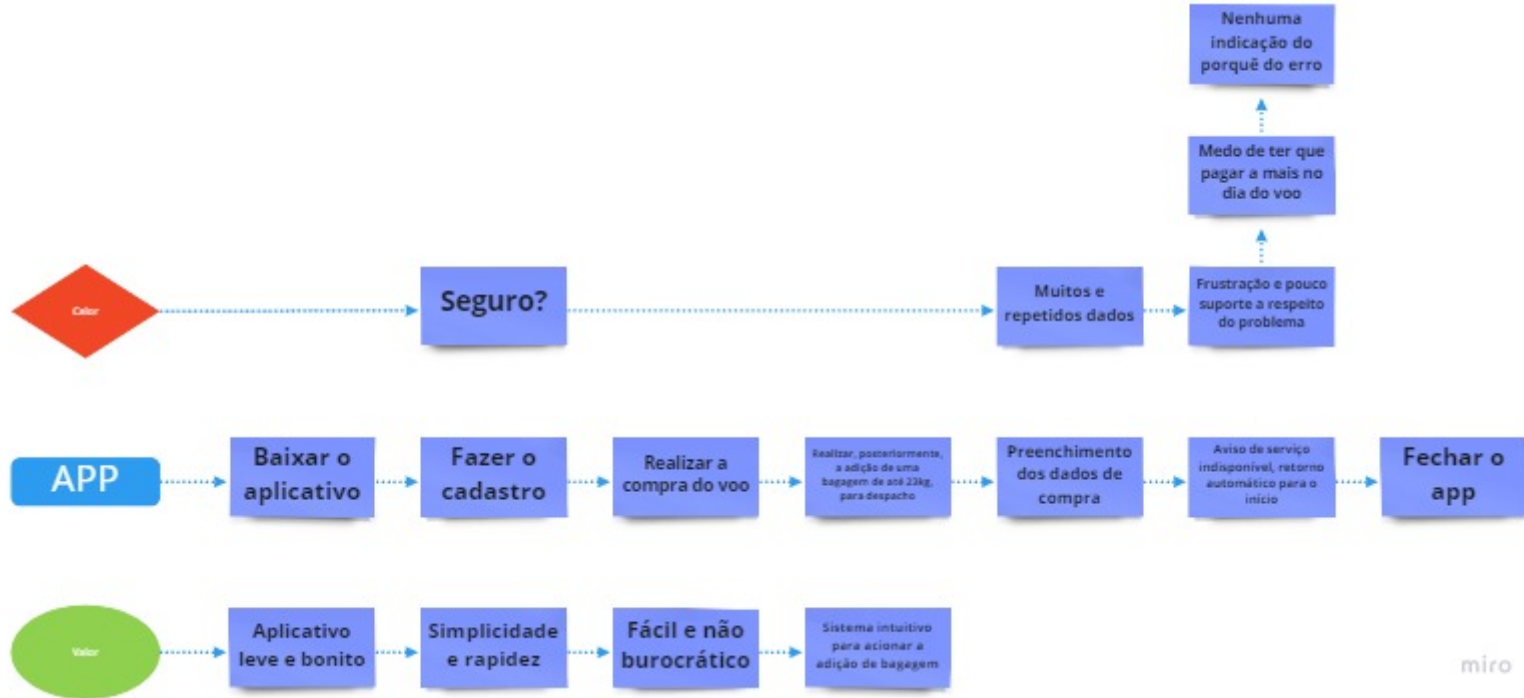 Nenhuma
indicação do
porquê do erro
Medo de ter que
pagar a mais no
dia do voo
Calor
Seguro?
Muitos e
repetidos dados
Frustração e pouco
suporte a respeito
do problema
APP
Baixar o
aplicativo
Fazer o
cadastro
Realizar a
compra do voo
Realizar, posteriormente,
a adição de uma
bagagem de até 23kg,
para despacho
Preenchimento
dos dados de
compra
Aviso de serviço
indisponível, retorno
automático para o
início
Fechar o
app
Valor
Aplicativo
leve e bonito
Simplicidade
e rapidez
Fácil e não
burocrático
Sistema intuitivo
para acionar a
adição de bagagem
miro